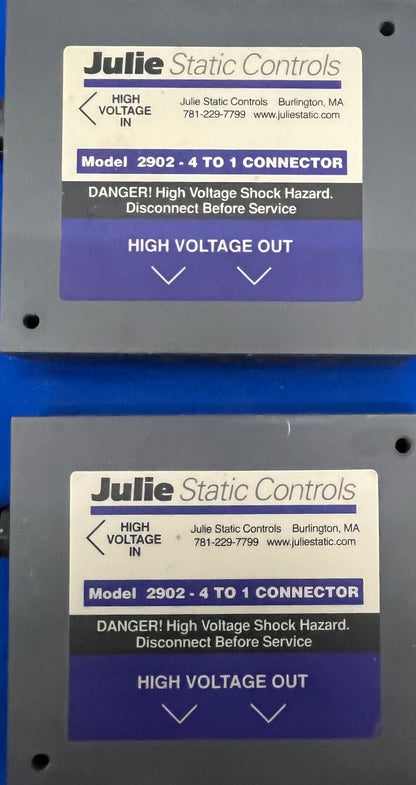 Julie Static Controls
HIGH VOLTAGE IN
Julie Static Controls Burlington, MA
781-229-7799 www.juliestatic.com
Model 2902 - 4 TO 1 CONNECTOR
DANGER! High Voltage Shock Hazard.
Disconnect Before Service
HIGH VOLTAGE OUT
Julie Static Controls
HIGH VOLTAGE IN
Julie Static Controls Burlington, MA
781-229-7799 www.juliestatic.com
Model 2902 - 4 TO 1 CONNECTOR
DANGER! High Voltage Shock Hazard.
Disconnect Before Service
HIGH VOLTAGE OUT